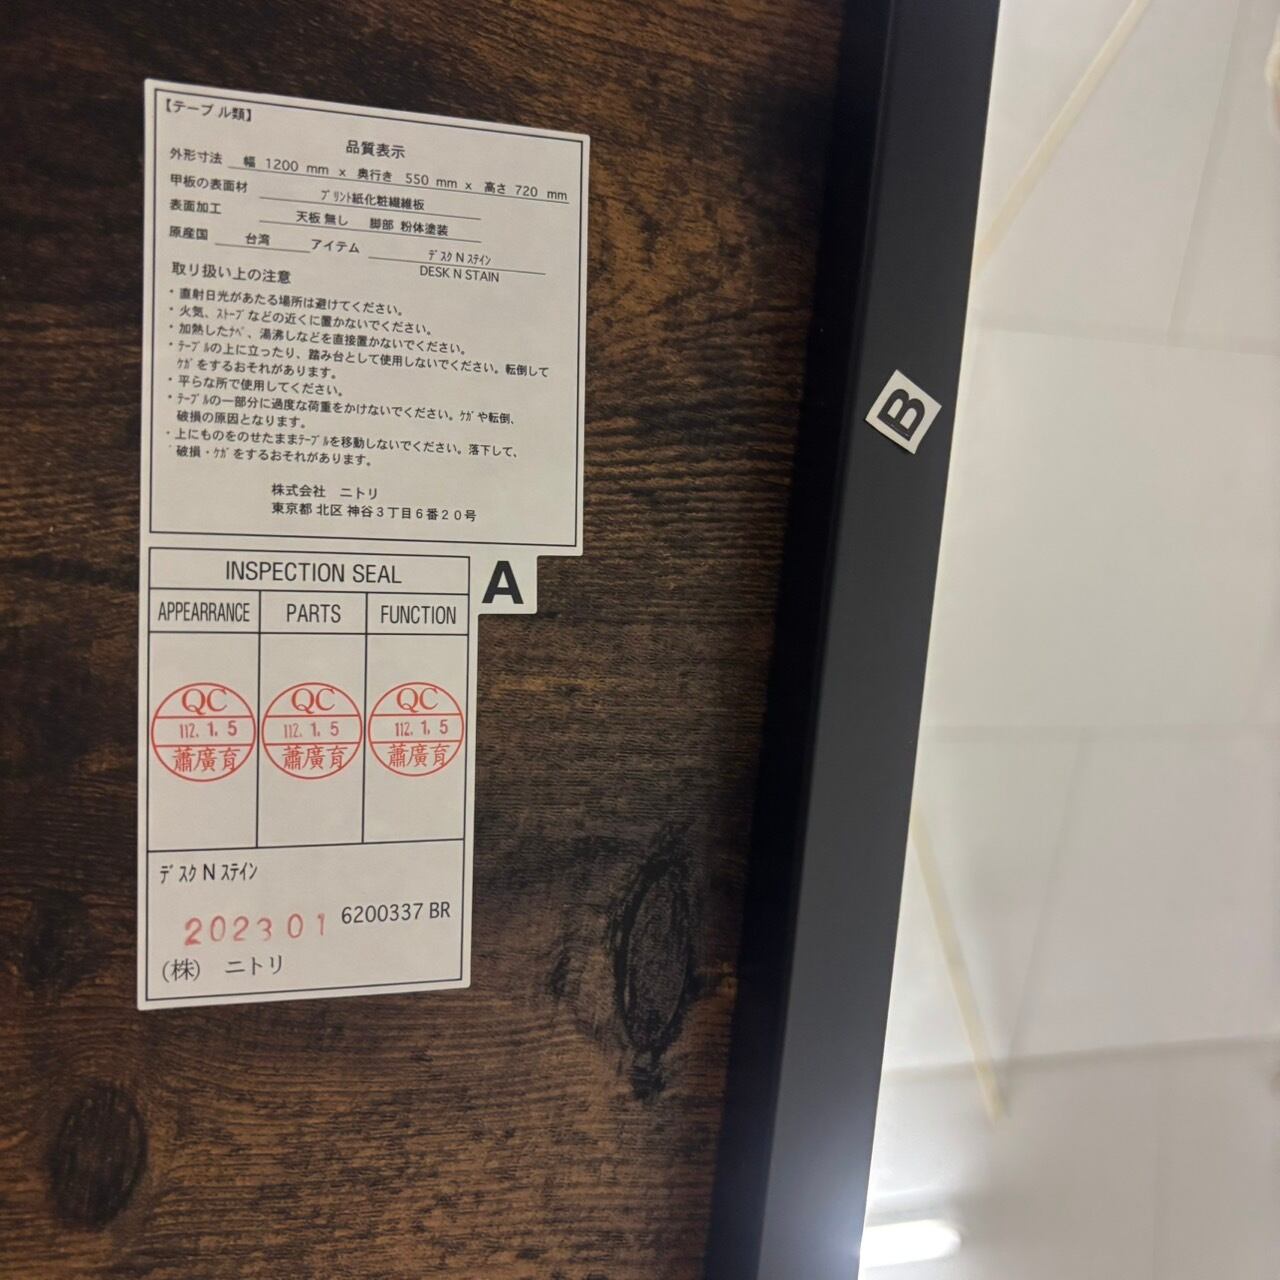 【テーブル類】
品質表示
外形寸法 幅 1200 mm x 奥行き 550 mm x 高さ 720 mm
甲板の表面材 プリント紙化粧繊維板
表面加工 天板 無し 脚部 粉体塗装
原産国 台湾 アイテム デスク N ステイン
DESK N STAIN
取り扱い上の注意
・直射日光があたる場所は避けてください。
・火気、ストーブなどの近くに置かないでください。
・加熱したナベ、湯沸しなどを直接置かないでください。
・テーブルの上に立ったり、踏み台として使用しないでください。転倒して
ケガをするおそれがあります。
・平らな所で使用してください。
・テーブルの一部分に過度な荷重をかけないでください。ケガや転倒、
破損の原因となります。
・上にものをのせたままテーブルを移動しないでください。落下して、
破損・ケガをするおそれがあります。
株式会社 ニトリ
東京都 北区 神谷3丁目6番20号
A
INSPECTION SEAL
APPEARRANCE PARTS FUNCTION
QC QC QC
112. 1. 5 112. 1. 5 112. 1. 5
蕭廣育 蕭廣育 蕭廣育
デスク N ステイン
202301 6200337 BR
(株) ニトリ
B